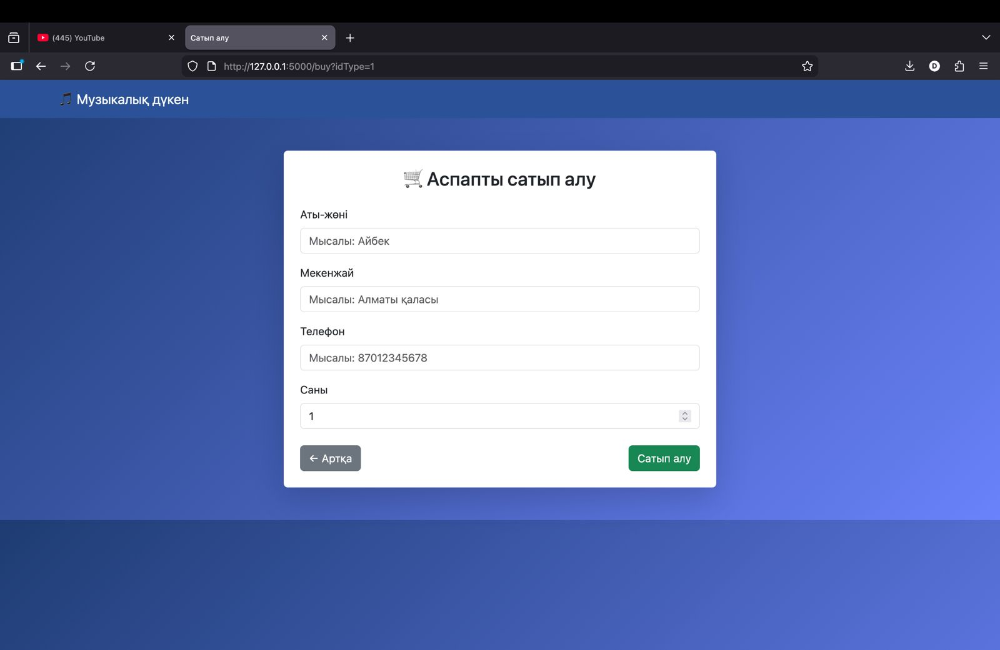 (445) YouTube
Сатып алу
http://127.0.0.1:5000/buy?idType=1
D
Музыкалық дүкен
Аспапты сатып алу
Аты-жөні
Мысалы: Айбек
Мекенжай
Мысалы: Алматы қаласы
Телефон
Мысалы: 87012345678
Саны
1
← Артқа
Сатып алу